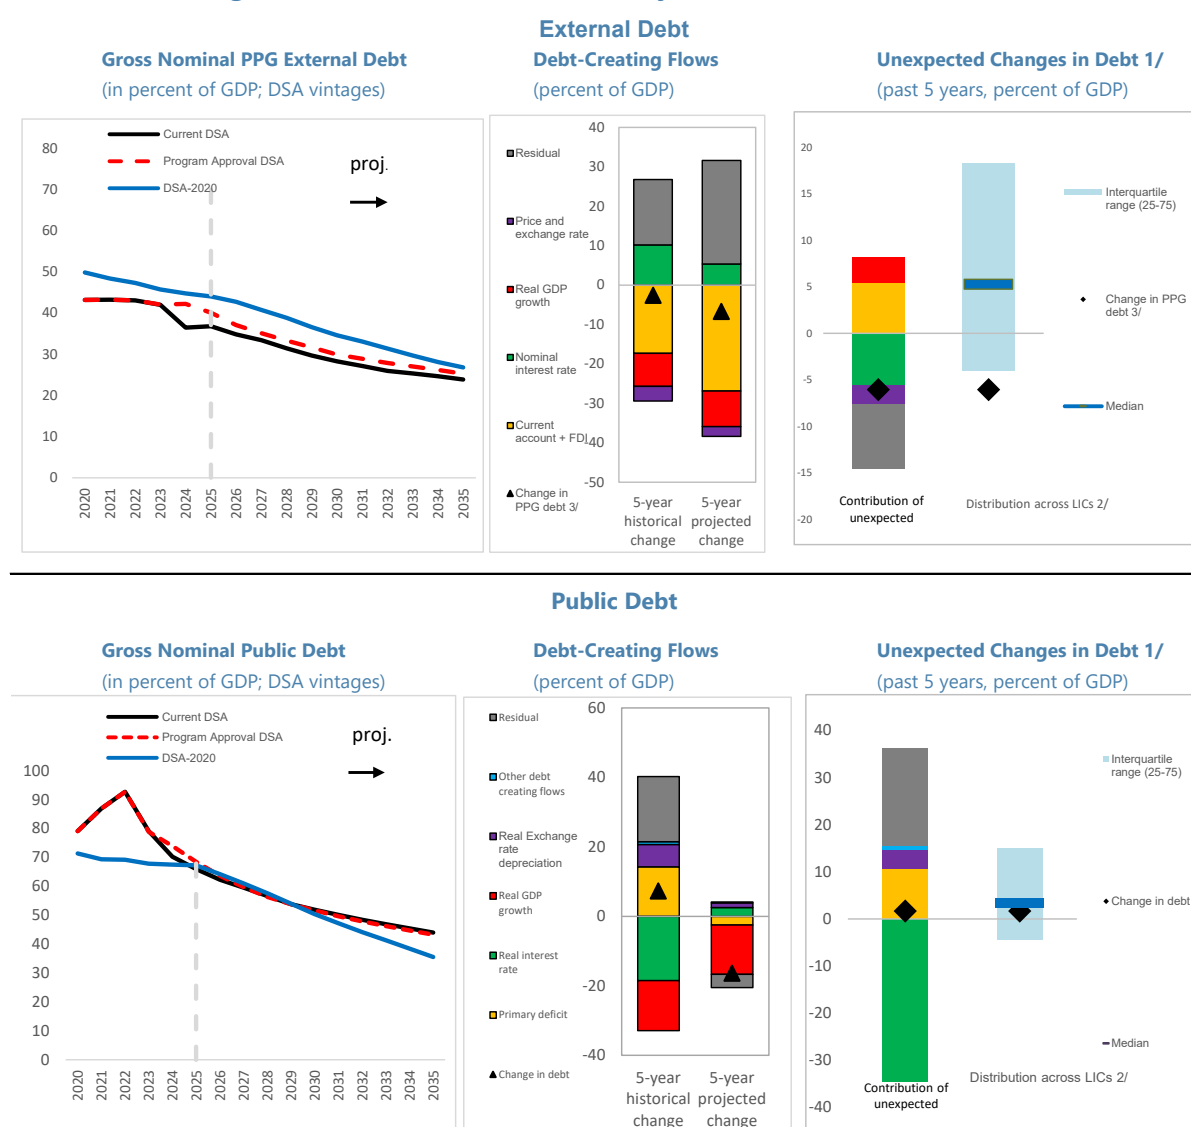 External Debt
Gross Nominal PPG External Debt
(in percent of GDP; DSA vintages)
Current DSA
Program Approval DSA
DSA-2020
proj.
80
70
60
50
40
30
20
10
0
2020
2021
2022
2023
2024
2025
2026
2027
2028
2029
2030
2031
2032
2033
2034
2035
Debt-Creating Flows
(percent of GDP)
Residual
Price and
exchange rate
Real GDP
growth
Nominal
interest rate
Current
account + FDI
Change in
PPG debt 3/
40
30
20
10
0
-10
-20
-30
-40
-50
5-year
historical
change
5-year
projected
change
Unexpected Changes in Debt 1/
(past 5 years, percent of GDP)
20
15
10
5
0
-5
-10
-15
-20
Interquartile
range (25-75)
Change in PPG
debt 3/
Median
Contribution of
unexpected
Distribution across LICs 2/
Public Debt
Gross Nominal Public Debt
(in percent of GDP; DSA vintages)
Current DSA
Program Approval DSA
DSA-2020
proj.
100
90
80
70
60
50
40
30
20
10
0
2020
2021
2022
2023
2024
2025
2026
2027
2028
2029
2030
2031
2032
2033
2034
2035
Debt-Creating Flows
(percent of GDP)
Residual
Other debt
creating flows
Real Exchange
rate
depreciation
Real GDP
growth
Real interest
rate
Primary deficit
Change in debt
60
40
20
0
-20
-40
5-year
historical
change
5-year
projected
change
Unexpected Changes in Debt 1/
(past 5 years, percent of GDP)
40
30
20
10
0
-10
-20
-30
-40
Interquartile
range (25-75)
Change in debt
Median
Contribution of
unexpected
Distribution across LICs 2/